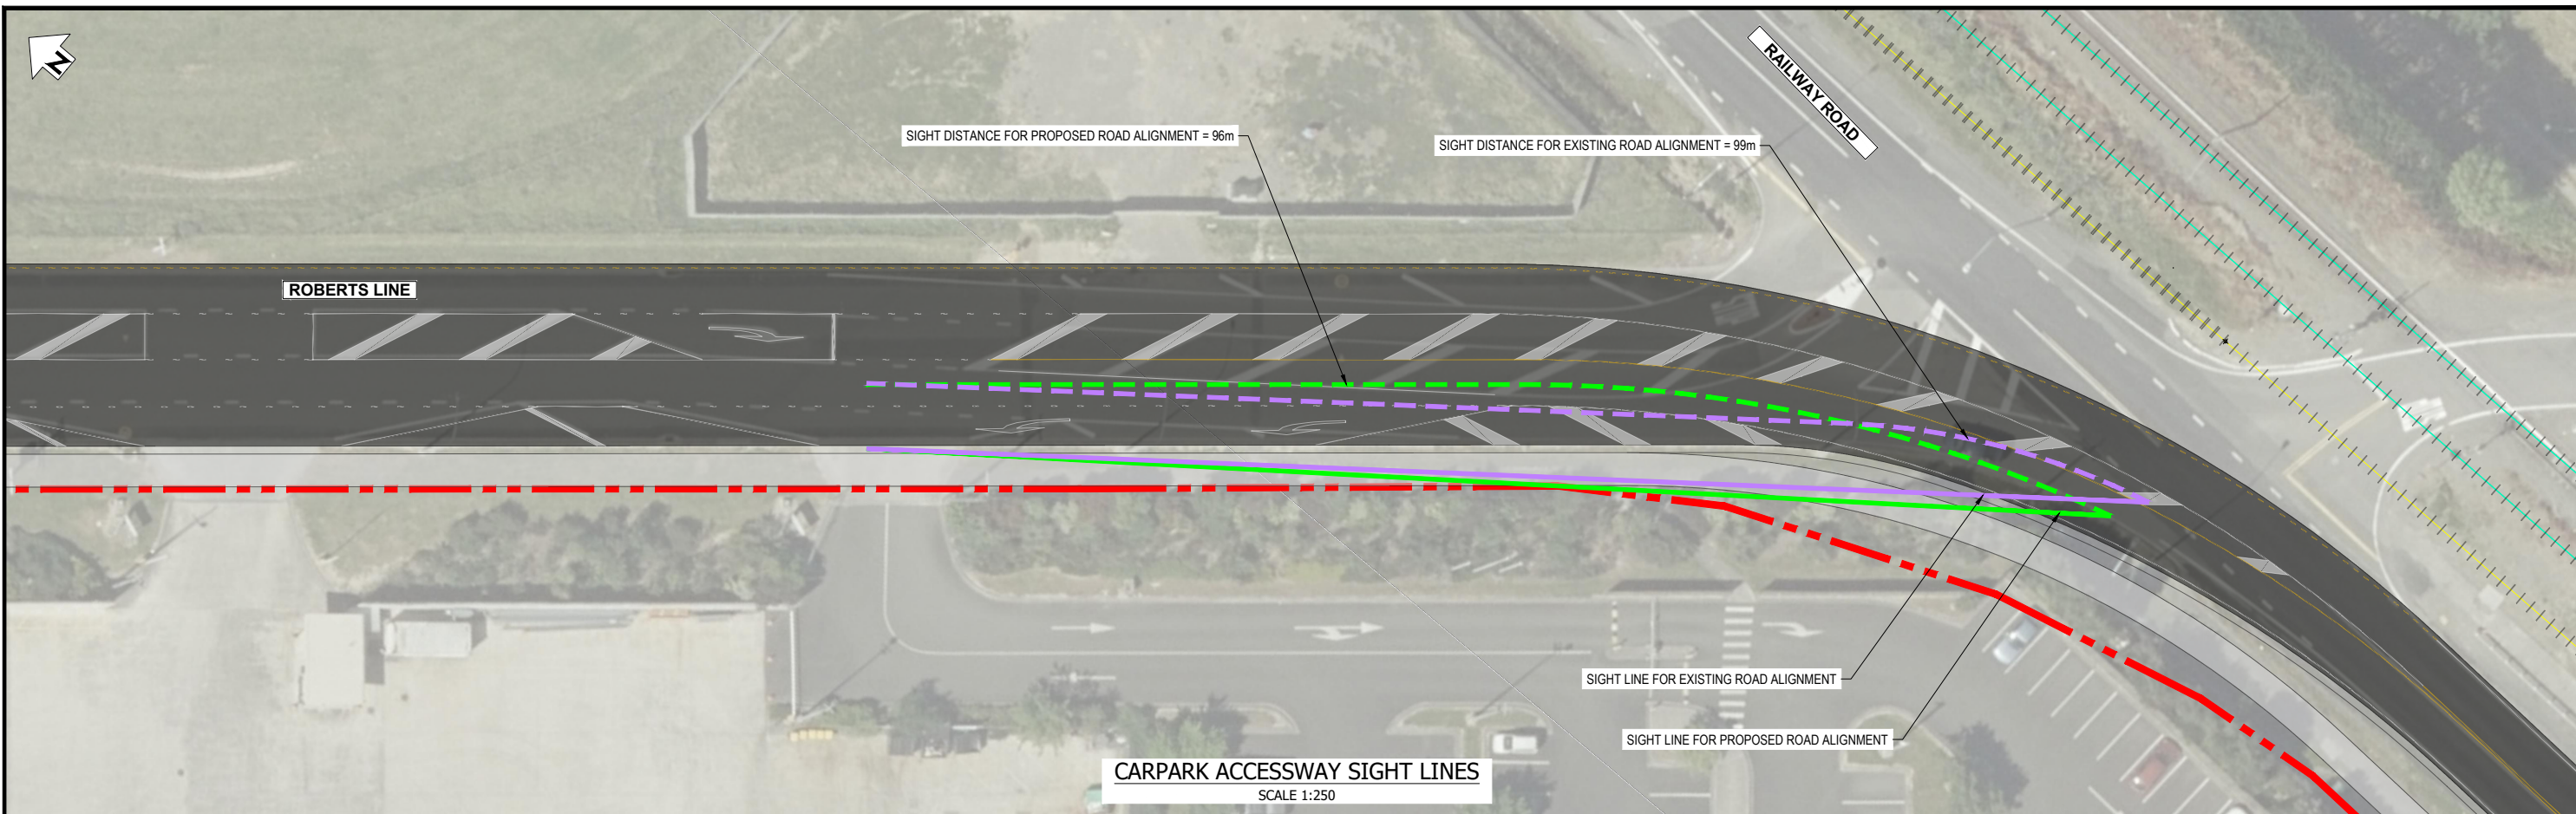 N
RAILWAY ROAD
SIGHT DISTANCE FOR PROPOSED ROAD ALIGNMENT = 96m
SIGHT DISTANCE FOR EXISTING ROAD ALIGNMENT = 99m
ROBERTS LINE
SIGHT LINE FOR EXISTING ROAD ALIGNMENT
SIGHT LINE FOR PROPOSED ROAD ALIGNMENT
CARPARK ACCESSWAY SIGHT LINES
SCALE 1:250